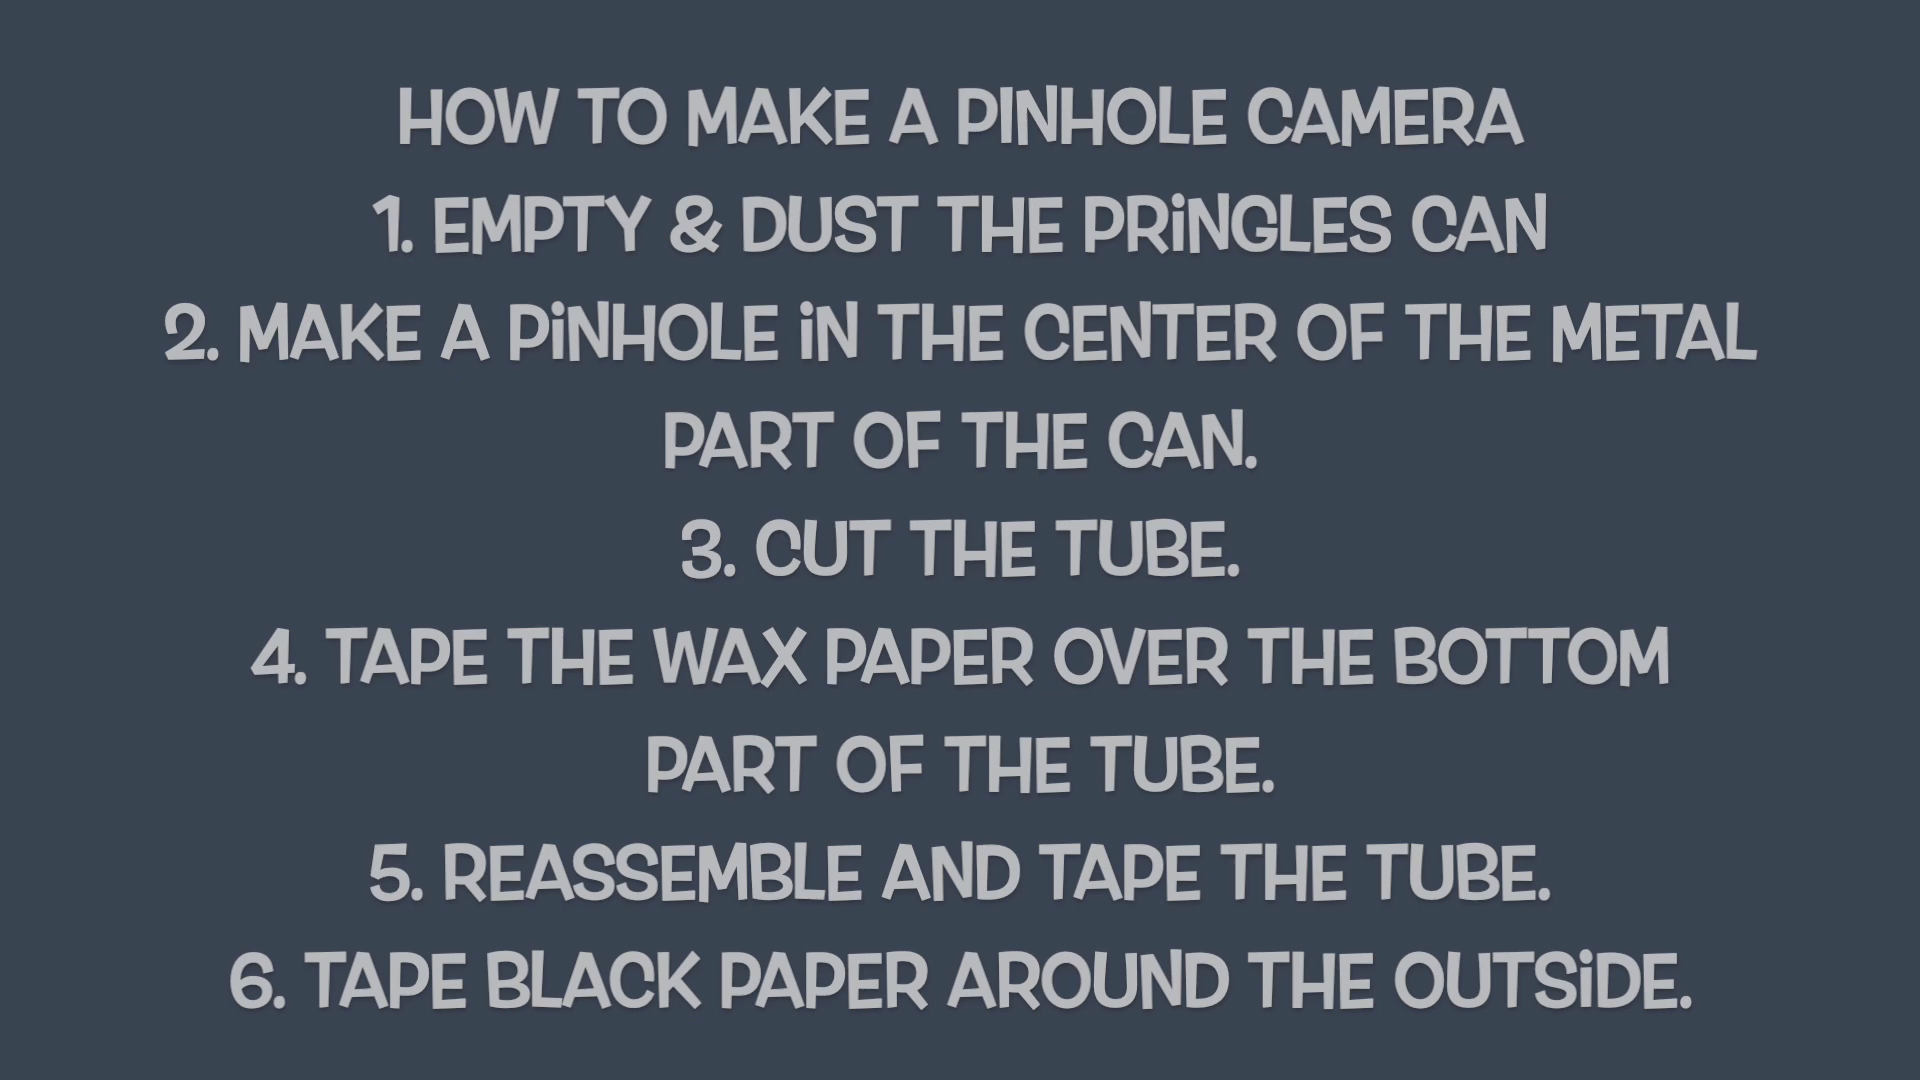 HOW TO MAKE A PINHOLE CAMERA
1. EMPTY & DUST THE PRiNGLES CAN
2. MAKE A PiNHOLE iN THE CENTER OF THE METAL
PART OF THE CAN.
3. CUT THE TUBE.
4. TAPE THE WAX PAPER OVER THE BOTTOM
PART OF THE TUBE.
5. REASSEMBLE AND TAPE THE TUBE.
6. TAPE BLACK PAPER AROUND THE OUTSiDE.